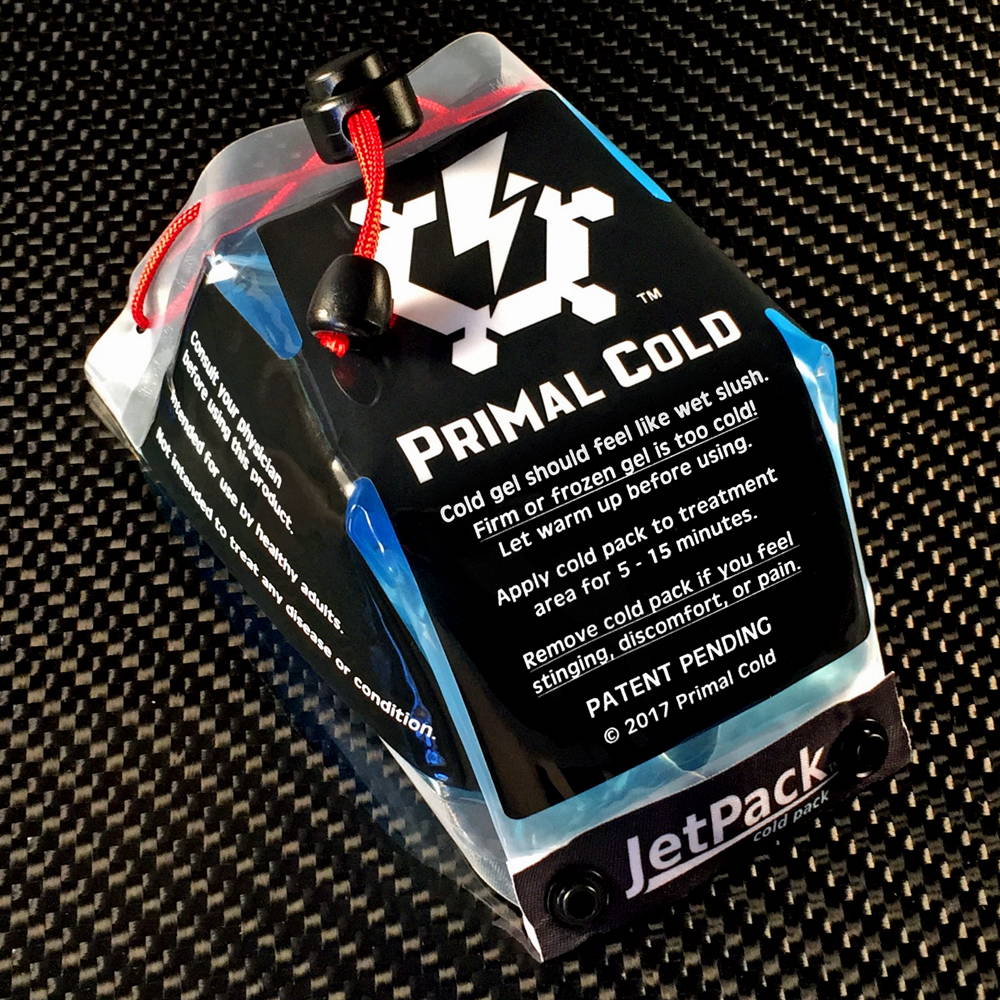 Consult your physician
before using this product.
Intended for use by healthy adults.
Not intended to treat any disease or condition.
™
PRIMAL COLD
Cold gel should feel like wet slush.
Firm or frozen gel is too cold!
Let warm up before using.
Apply cold pack to treatment
area for 5 - 15 minutes.
Remove cold pack if you feel
stinging, discomfort, or pain.
PATENT PENDING
© 2017 Primal Cold
JetPack
cold pack